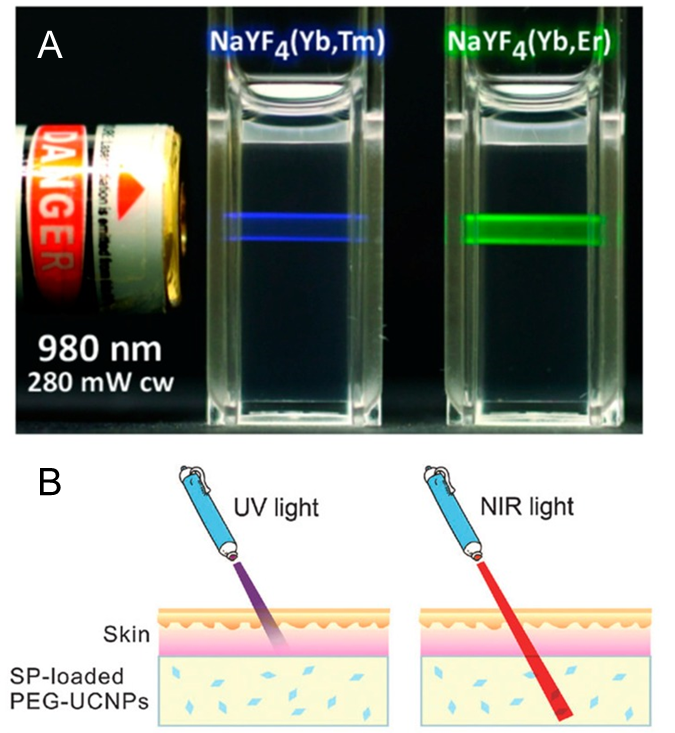 A
NaYF4(Yb,Tm)
NaYF4(Yb,Er)
DANGER
980 nm
280 mW cw
B
UV light
NIR light
Skin
SP-loaded
PEG-UCNPs